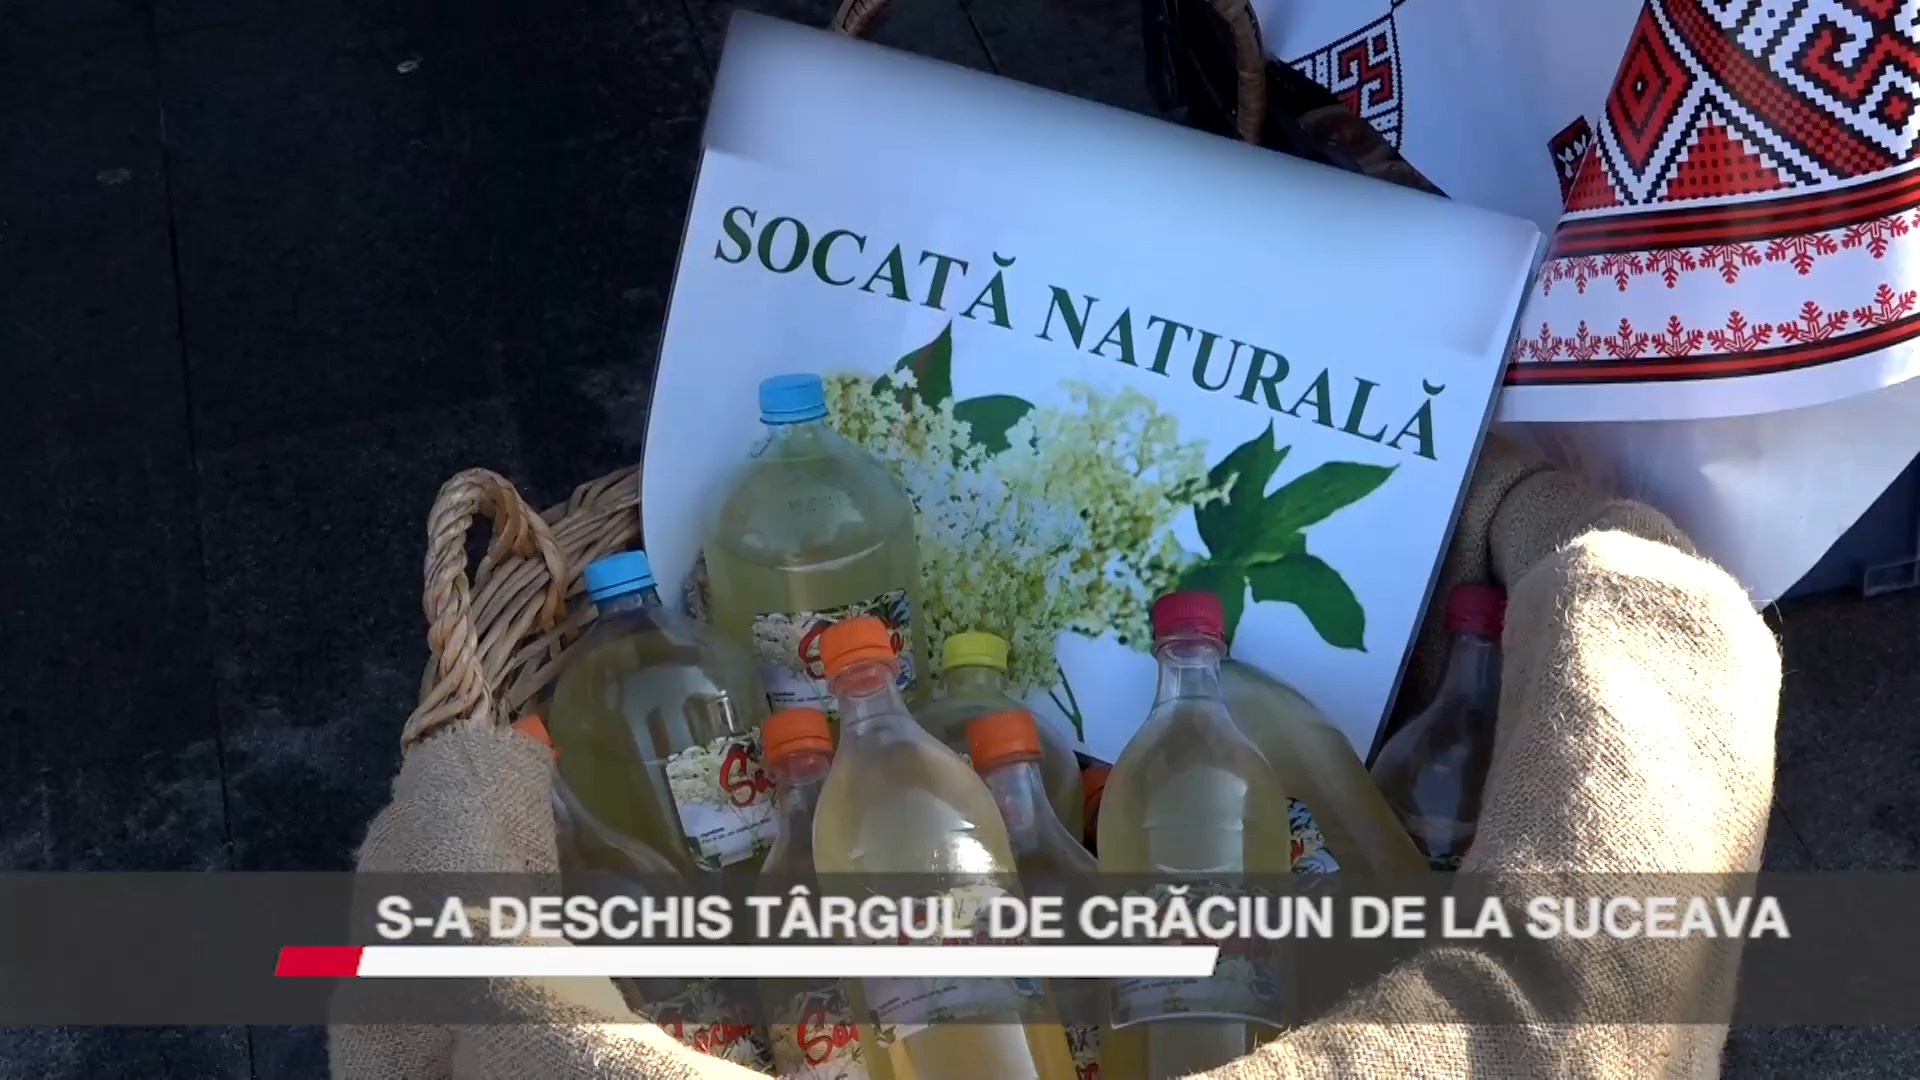 SOCATĂ NATURALĂ
S-A DESCHIS TÂRGUL DE CRĂCIUN DE LA SUCEAVA